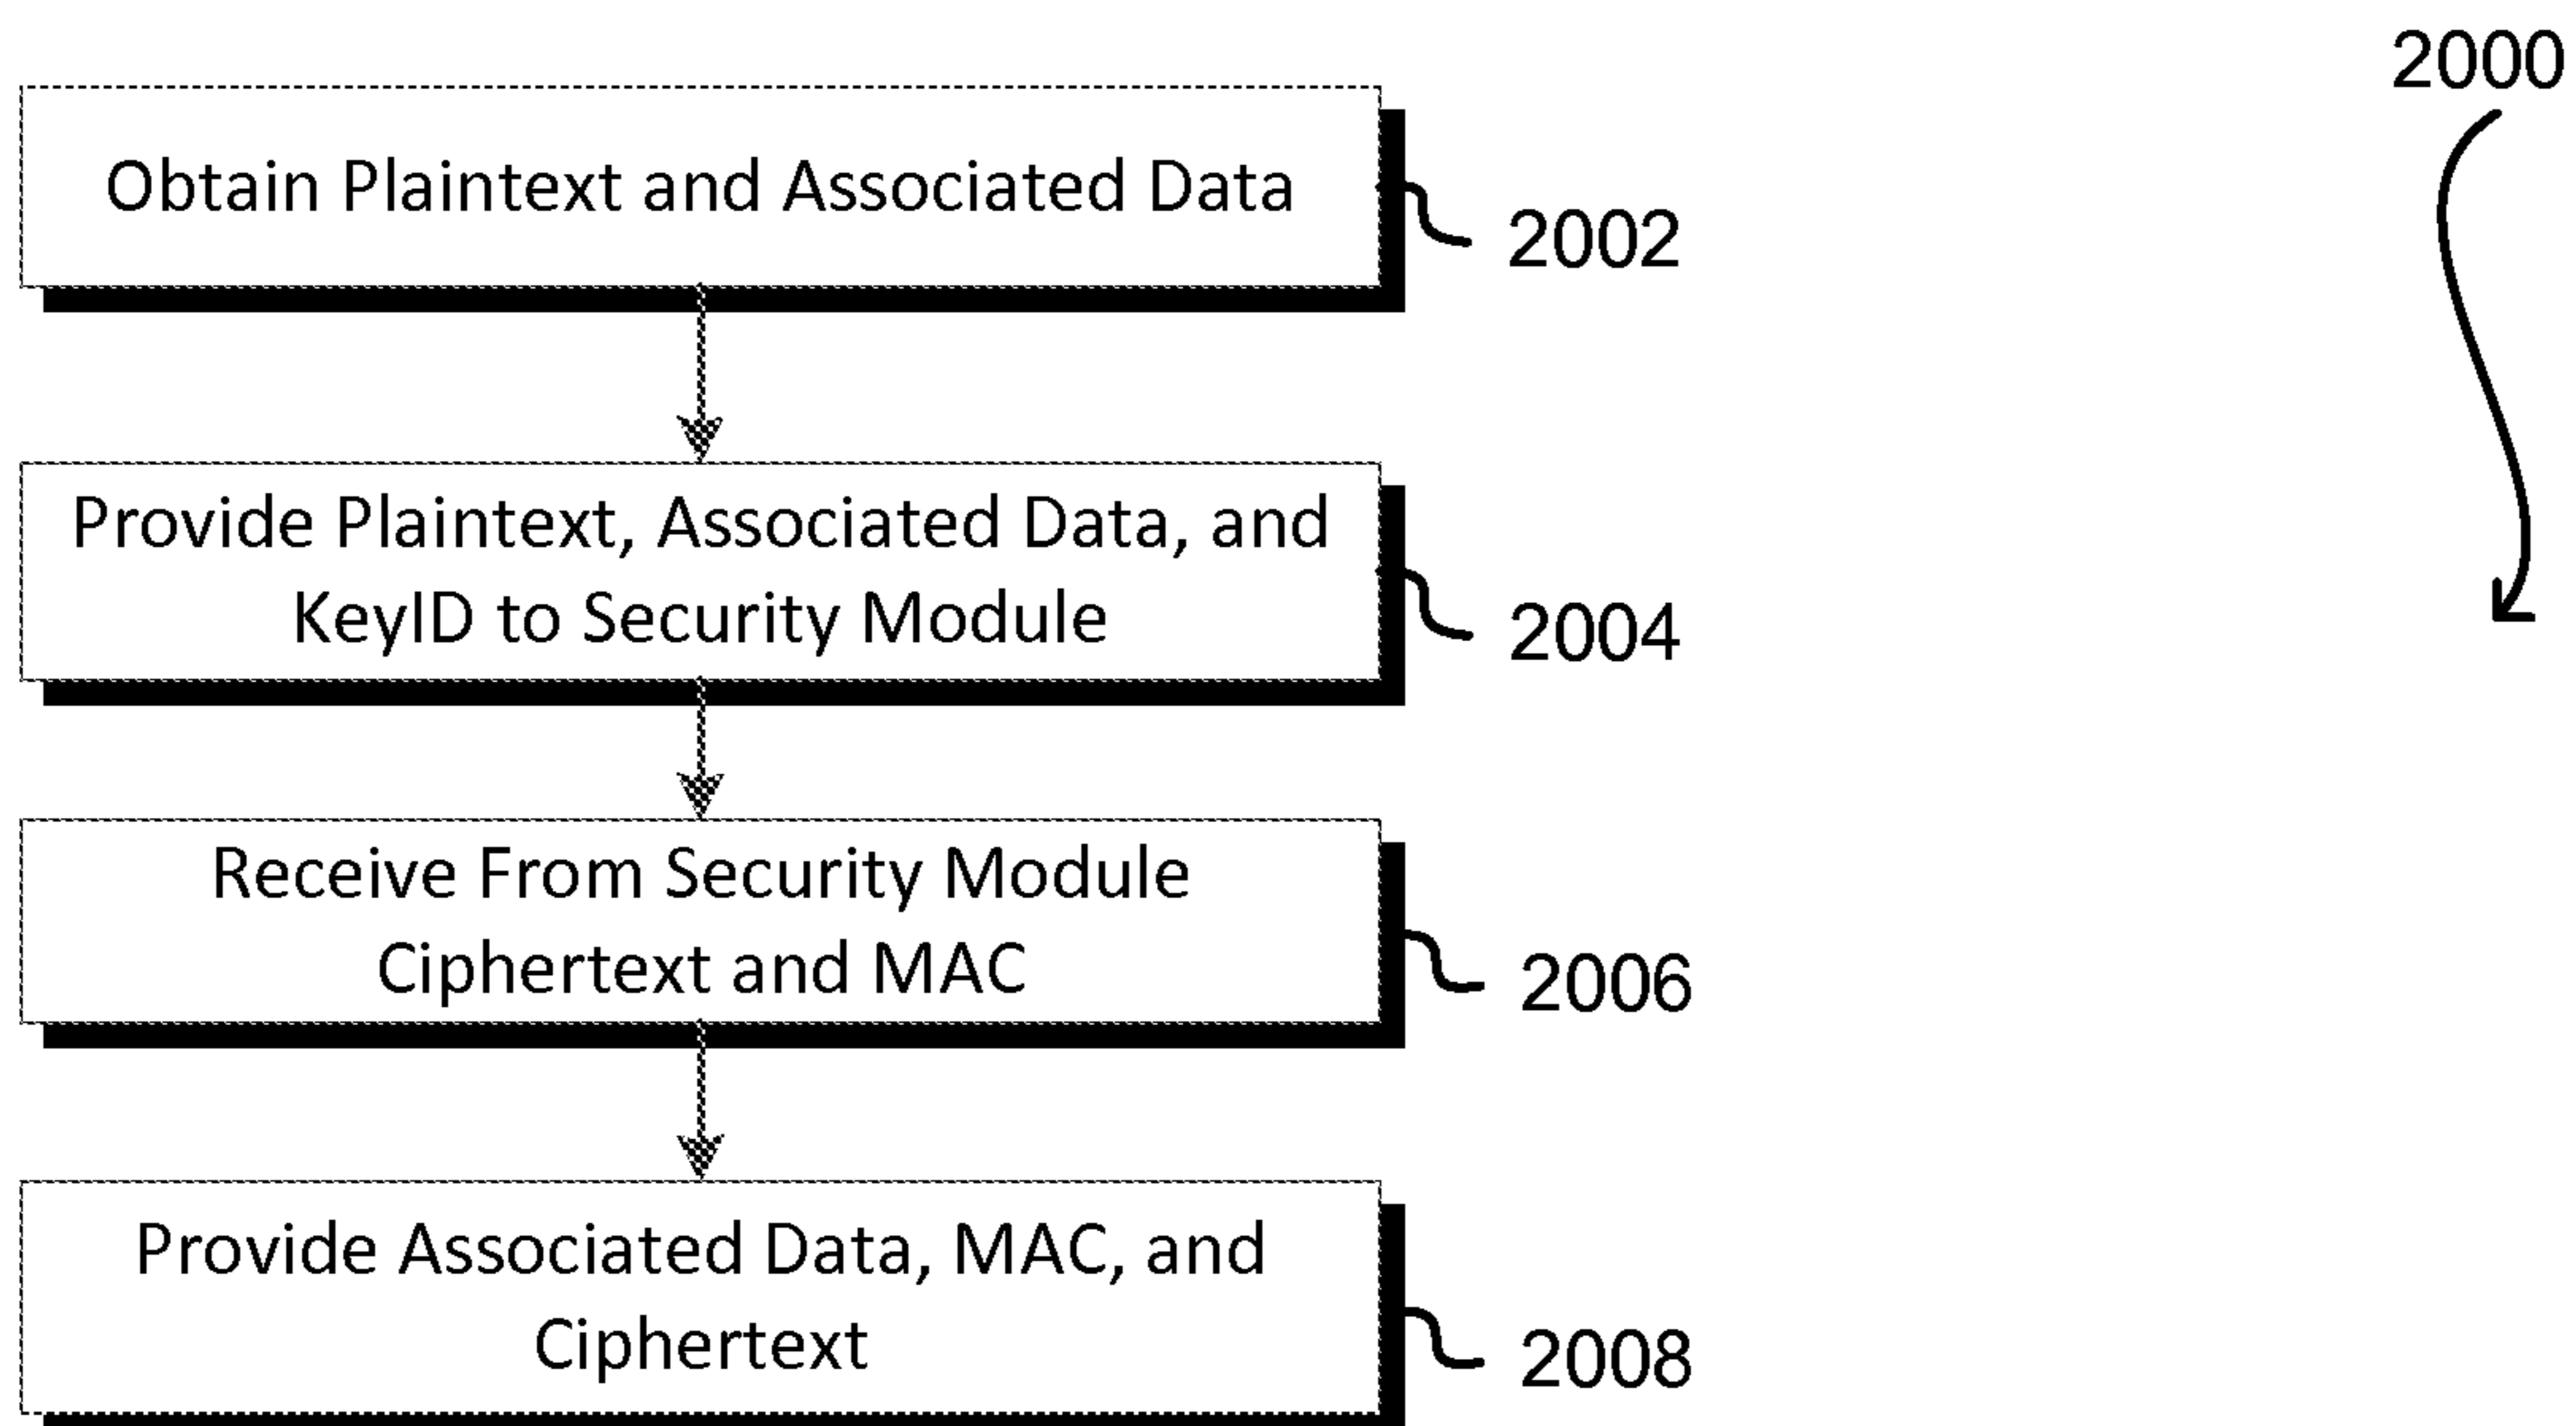 2000
Obtain Plaintext and Associated Data
2002
Provide Plaintext, Associated Data, and
KeyID to Security Module
2004
Receive From Security Module
Ciphertext and MAC
2006
Provide Associated Data, MAC, and
Ciphertext
2008